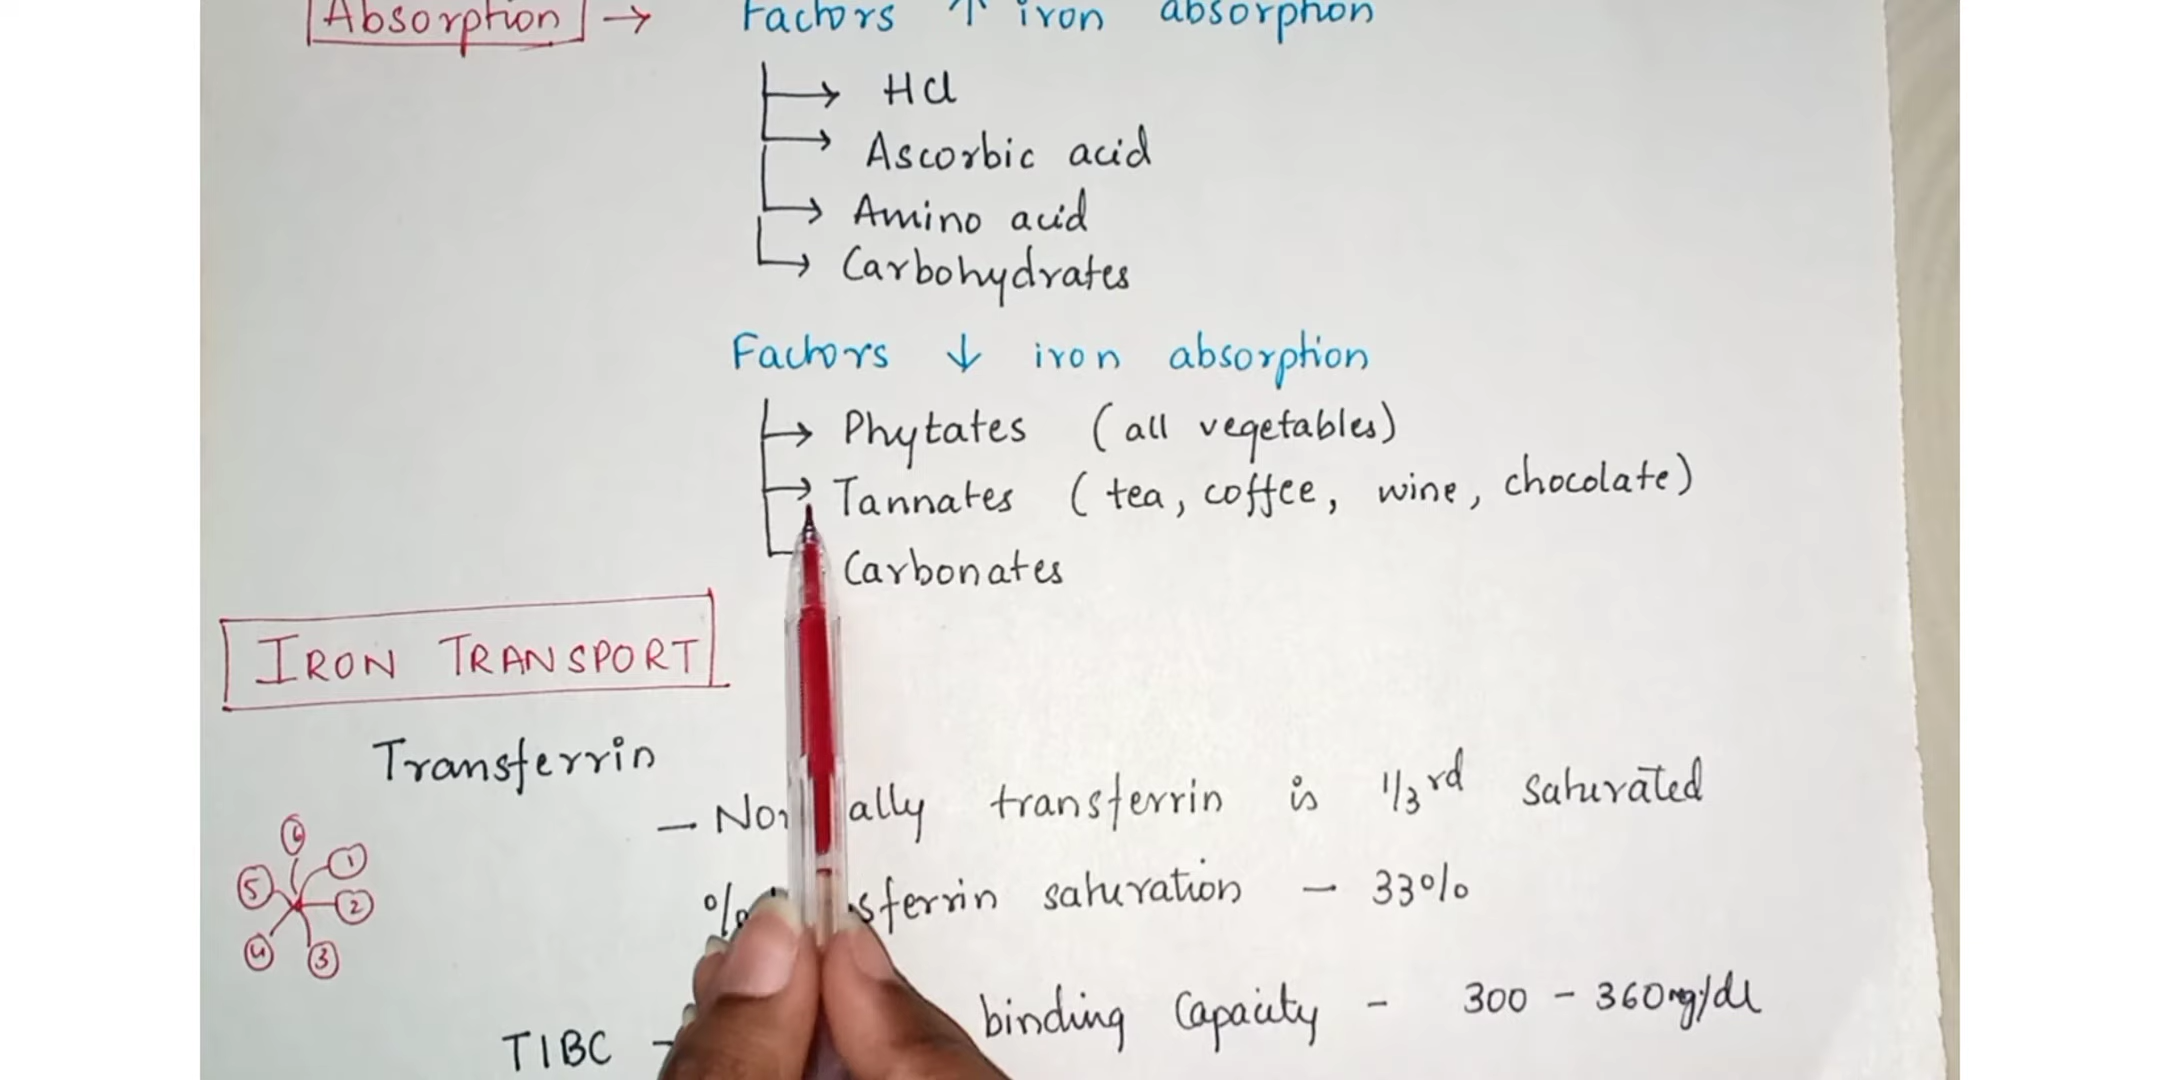 Absorption → Factors ↑ iron absorption
→ HCl
→ Ascorbic acid
→ Amino acid
→ Carbohydrates
Factors ↓ iron absorption
→ Phytates (all vegetables)
→ Tannates (tea, coffee, wine, chocolate)
Carbonates
IRON TRANSPORT
Transferrin
6
1
5
2
4
3
— ally transferrin is 1/3rd saturated
% saturation — 33%
TIBC - binding capacity - 300 - 360 mg/dl